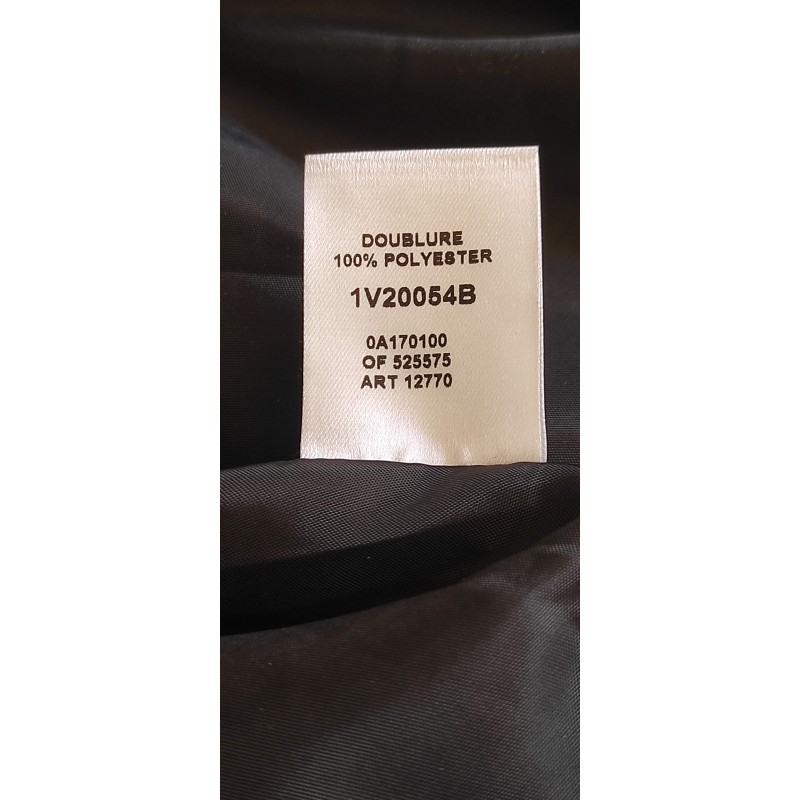 DOUBLURE
100% POLYESTER
1V20054B
0A170100
OF 525575
ART 12770